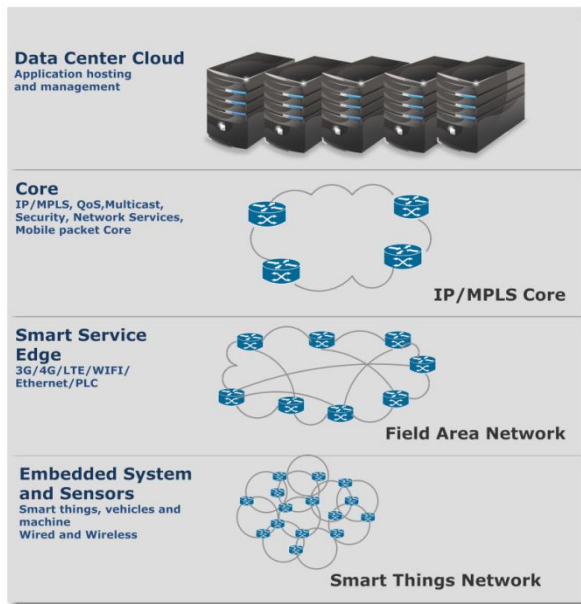 Data Center Cloud
Application hosting
and management
Core
IP/MPLS, QoS,Multicast,
Security, Network Services,
Mobile packet Core
IP/MPLS Core
Smart Service
Edge
3G/4G/LTE/WIFI/
Ethernet/PLC
Field Area Network
Embedded System
and Sensors
Smart things, vehicles and
machine
Wired and Wireless
Smart Things Network